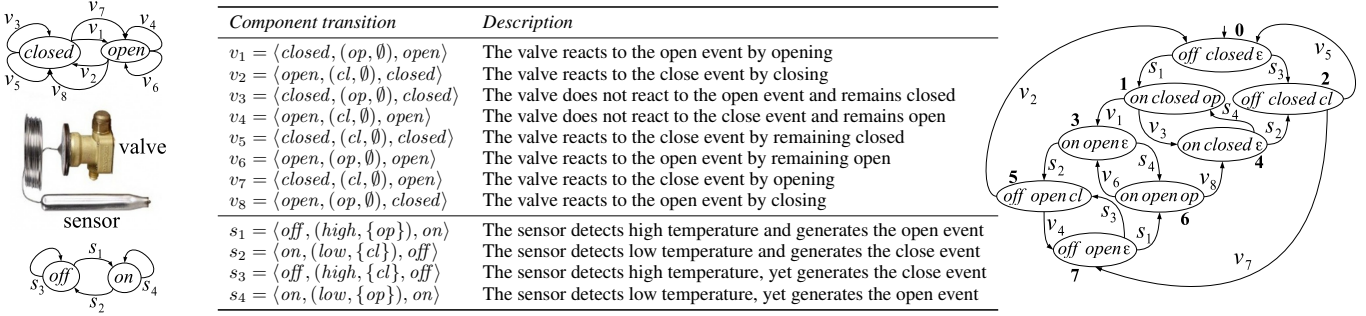 v7
v3
v1
v4
closed
open
v5
v2
v6
v8
valve
sensor
s1
off
on
s3
s4
s2
Component transition Description
v1 = ⟨closed, (op, ∅), open⟩ The valve reacts to the open event by opening
v2 = ⟨open, (cl, ∅), closed⟩ The valve reacts to the close event by closing
v3 = ⟨closed, (op, ∅), closed⟩ The valve does not react to the open event and remains closed
v4 = ⟨open, (cl, ∅), open⟩ The valve does not react to the close event and remains open
v5 = ⟨closed, (cl, ∅), closed⟩ The valve reacts to the close event by remaining closed
v6 = ⟨open, (op, ∅), open⟩ The valve reacts to the open event by remaining open
v7 = ⟨closed, (cl, ∅), open⟩ The valve reacts to the close event by opening
v8 = ⟨open, (op, ∅), closed⟩ The valve reacts to the open event by closing
s1 = ⟨off, (high, {op}), on⟩ The sensor detects high temperature and generates the open event
s2 = ⟨on, (low, {cl}), off⟩ The sensor detects low temperature and generates the close event
s3 = ⟨off, (high, {cl}, off⟩ The sensor detects high temperature, yet generates the close event
s4 = ⟨on, (low, {op}), on⟩ The sensor detects low temperature, yet generates the open event
0
off closed ε
v5
s1
s3
1
2
v2
on closed op
off closed cl
s4
3
v1
v3
s2
on open ε
on closed ε
4
s2
s4
5
v6
v8
off open cl
on open op
s3
6
v4
s1
off open ε
7
v7